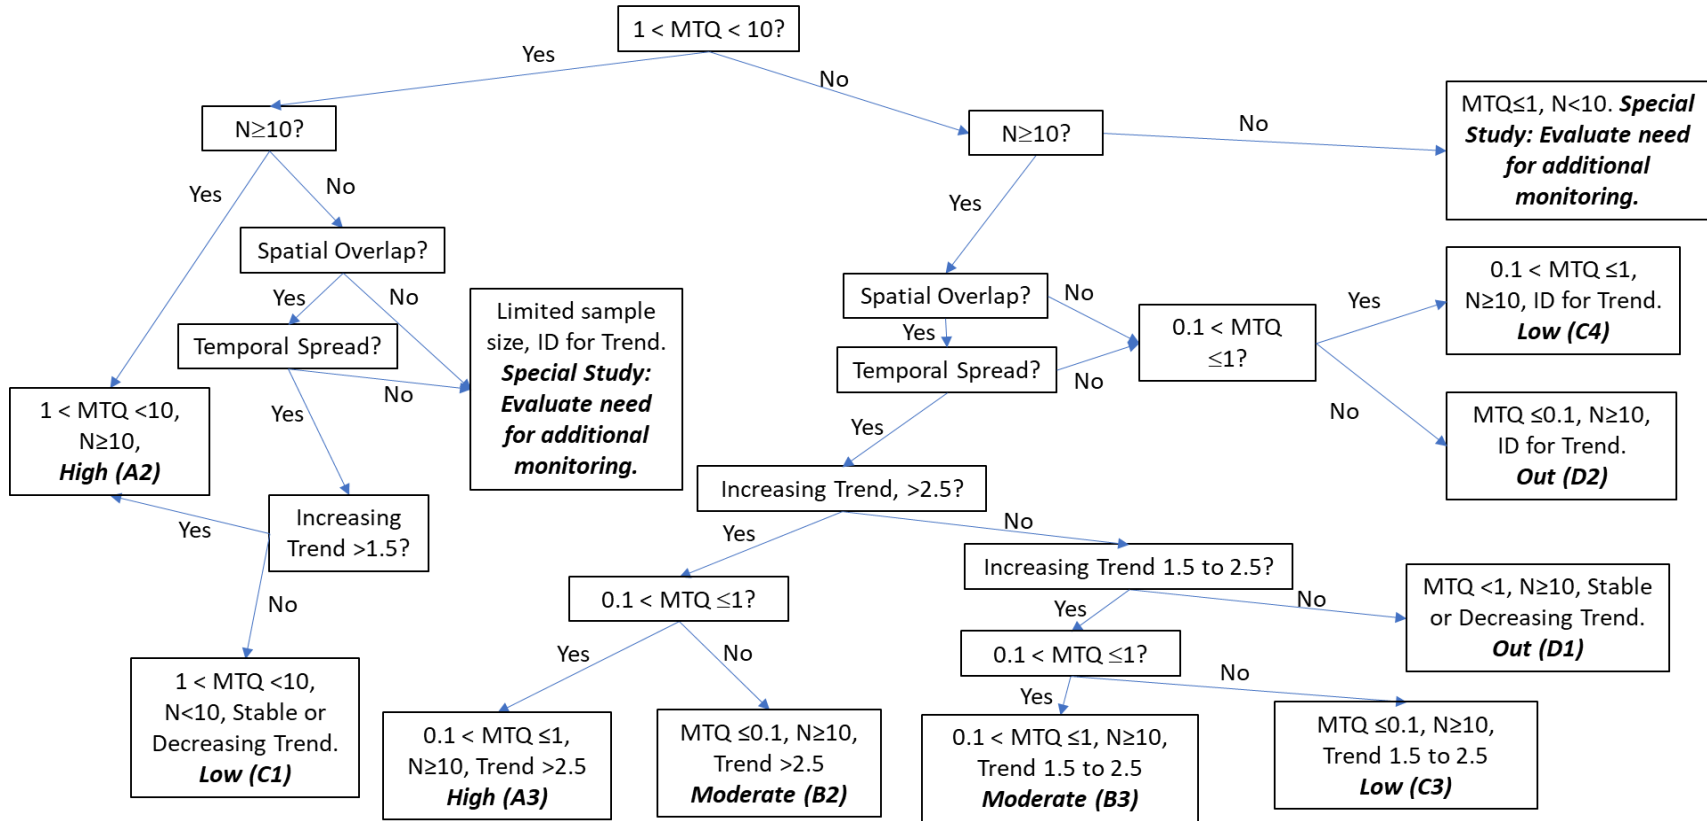 1 < MTQ < 10?
Yes
No
N≥10?
N≥10?
No
MTQ≤1, N<10. Special
Study: Evaluate need
for additional
monitoring.
Yes
No
Yes
Spatial Overlap?
Yes
No
Temporal Spread?
Limited sample
size, ID for Trend.
Special Study:
Evaluate need
for additional
monitoring.
Spatial Overlap?
No
Yes
Temporal Spread?
No
0.1 < MTQ
≤1?
Yes
0.1 < MTQ ≤1,
N≥10, ID for Trend.
Low (C4)
No
MTQ ≤0.1, N≥10,
ID for Trend.
Out (D2)
No
Yes
1 < MTQ <10,
N≥10,
High (A2)
Yes
Increasing
Trend >1.5?
No
1 < MTQ <10,
N<10, Stable or
Decreasing Trend.
Low (C1)
Yes
Increasing Trend, >2.5?
Yes
No
0.1 < MTQ ≤1?
Yes
No
0.1 < MTQ ≤1,
N≥10, Trend >2.5
High (A3)
MTQ ≤0.1, N≥10,
Trend >2.5
Moderate (B2)
Increasing Trend 1.5 to 2.5?
Yes
No
MTQ <1, N≥10, Stable
or Decreasing Trend.
Out (D1)
0.1 < MTQ ≤1?
Yes
No
0.1 < MTQ ≤1, N≥10,
Trend 1.5 to 2.5
Moderate (B3)
MTQ ≤0.1, N≥10,
Trend 1.5 to 2.5
Low (C3)